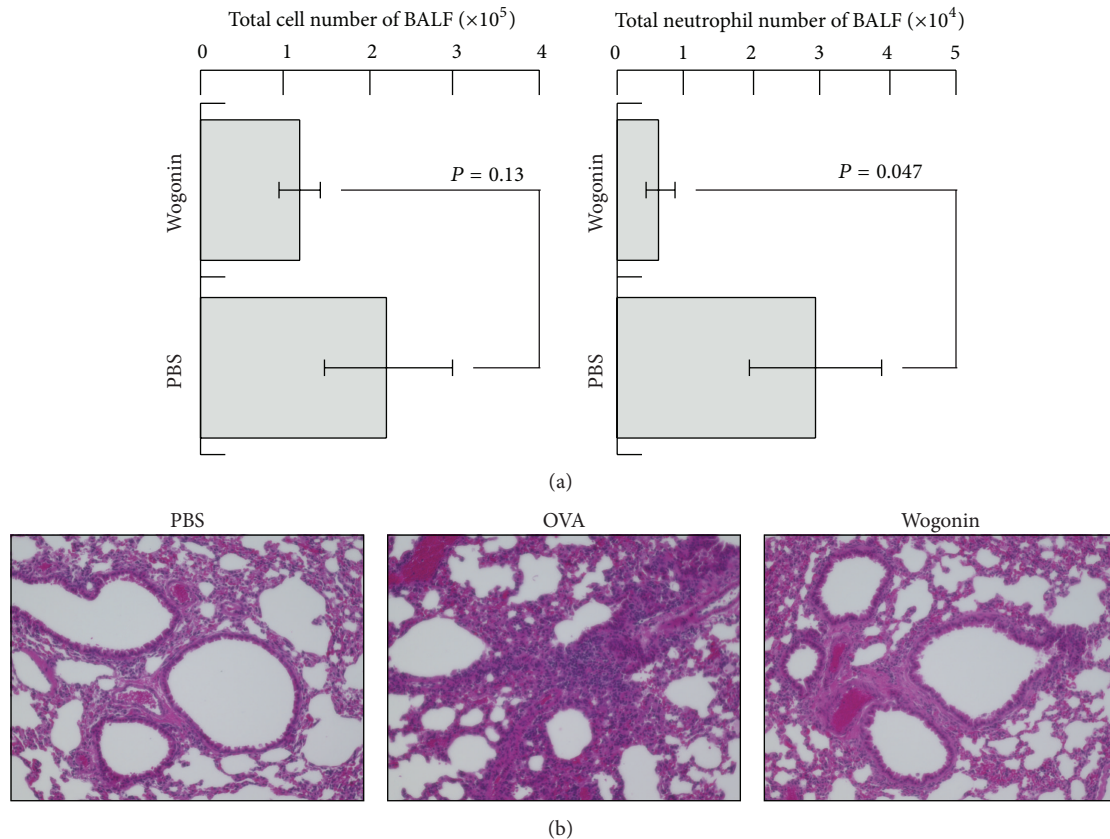 Total cell number of BALF (×10⁵)
Total neutrophil number of BALF (×10⁴)
0 1 2 3 4
0 1 2 3 4 5
Wogonin
P = 0.13
Wogonin
P = 0.047
PBS
PBS
(a)
PBS
OVA
Wogonin
(b)